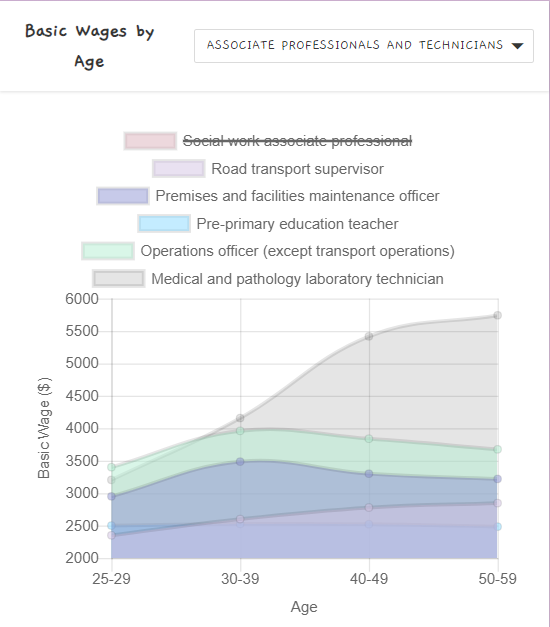 Basic Wages by
Age
ASSOCIATE PROFESSIONALS AND TECHNICIANS
Social work associate professional
Road transport supervisor
Premises and facilities maintenance officer
Pre-primary education teacher
Operations officer (except transport operations)
Medical and pathology laboratory technician
6000
5500
5000
4500
4000
3500
3000
2500
2000
Basic Wage ($)
25-29 30-39 40-49 50-59
Age